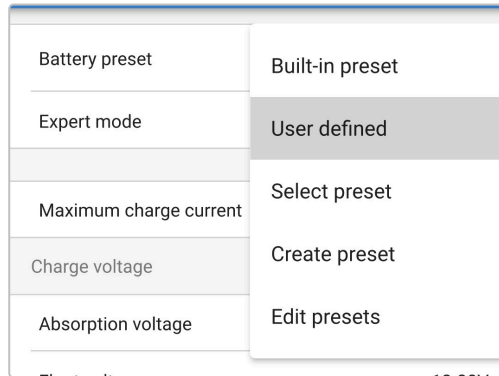 Battery preset
Built-in preset
Expert mode
User defined
Select preset
Maximum charge current
Create preset
Charge voltage
Edit presets
Absorption voltage